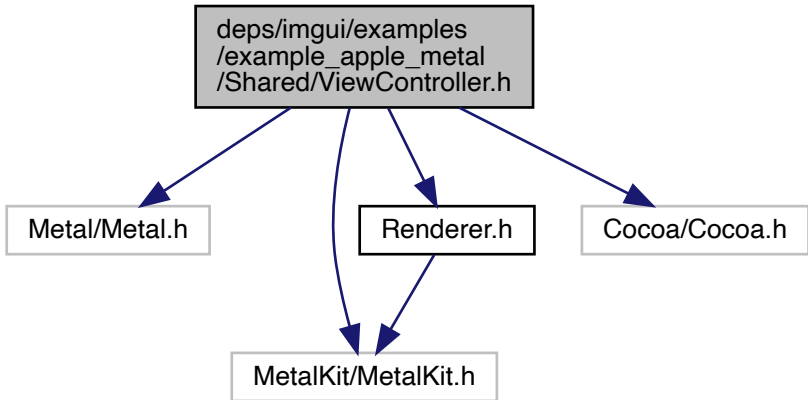 deps/imgui/examples
/example_apple_metal
/Shared/ViewController.h
Metal/Metal.h
Renderer.h
Cocoa/Cocoa.h
MetalKit/MetalKit.h